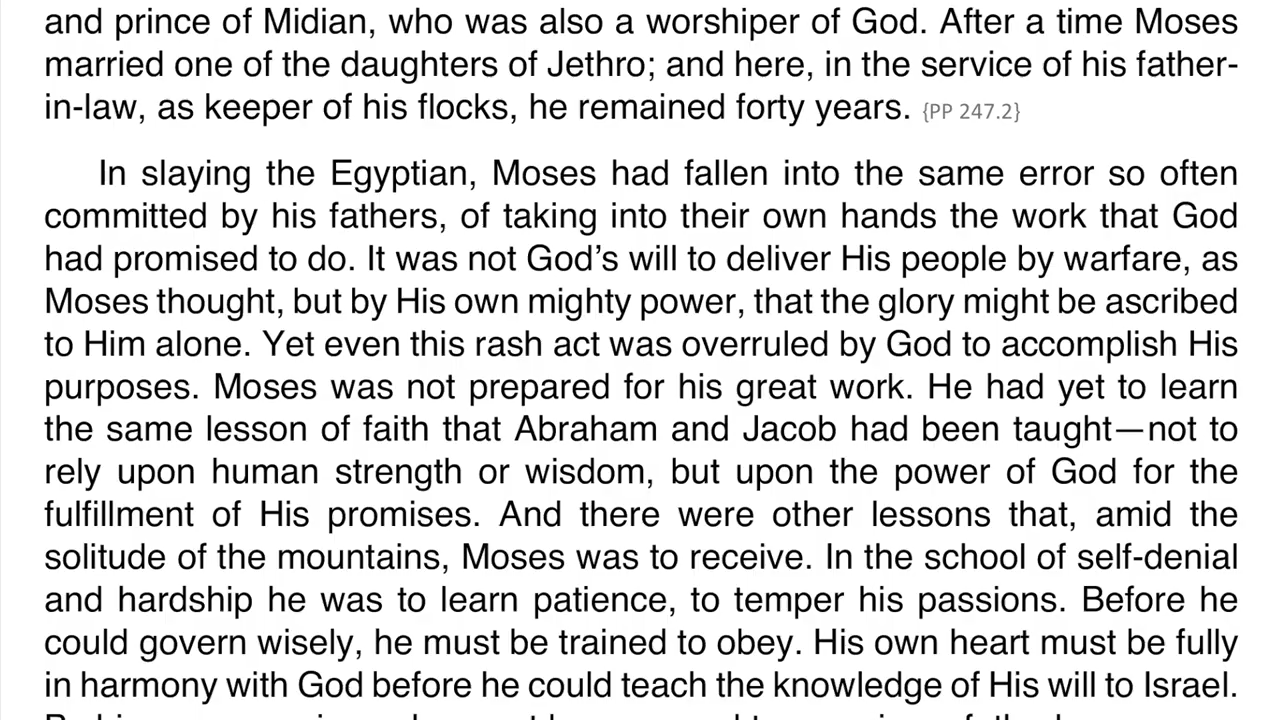 and prince of Midian, who was also a worshiper of God. After a time Moses
married one of the daughters of Jethro; and here, in the service of his father-
in-law, as keeper of his flocks, he remained forty years. {PP 247.2}
In slaying the Egyptian, Moses had fallen into the same error so often
committed by his fathers, of taking into their own hands the work that God
had promised to do. It was not God’s will to deliver His people by warfare, as
Moses thought, but by His own mighty power, that the glory might be ascribed
to Him alone. Yet even this rash act was overruled by God to accomplish His
purposes. Moses was not prepared for his great work. He had yet to learn
the same lesson of faith that Abraham and Jacob had been taught—not to
rely upon human strength or wisdom, but upon the power of God for the
fulfillment of His promises. And there were other lessons that, amid the
solitude of the mountains, Moses was to receive. In the school of self-denial
and hardship he was to learn patience, to temper his passions. Before he
could govern wisely, he must be trained to obey. His own heart must be fully
in harmony with God before he could teach the knowledge of His will to Israel.